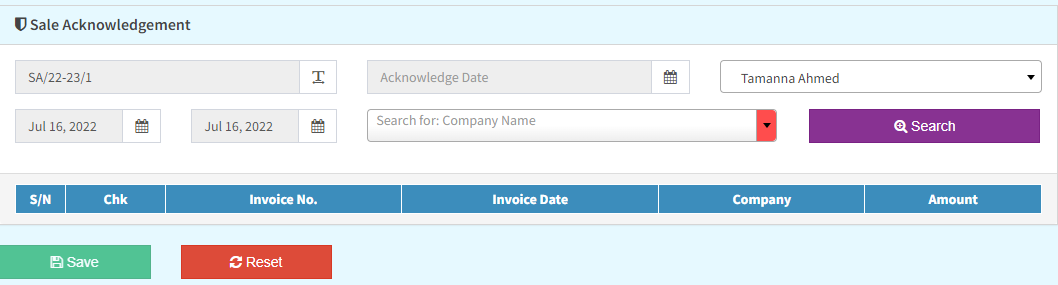 Sale Acknowledgement
SA/22-23/1 Acknowledge Date Tamanna Ahmed
Jul 16, 2022 Jul 16, 2022 Search for: Company Name Search
S/N Chk Invoice No. Invoice Date Company Amount
Save Reset